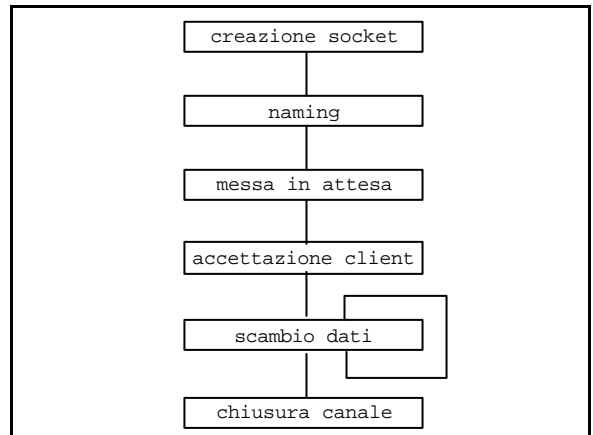 creazione socket
naming
messa in attesa
accettazione client
scambio dati
chiusura canale